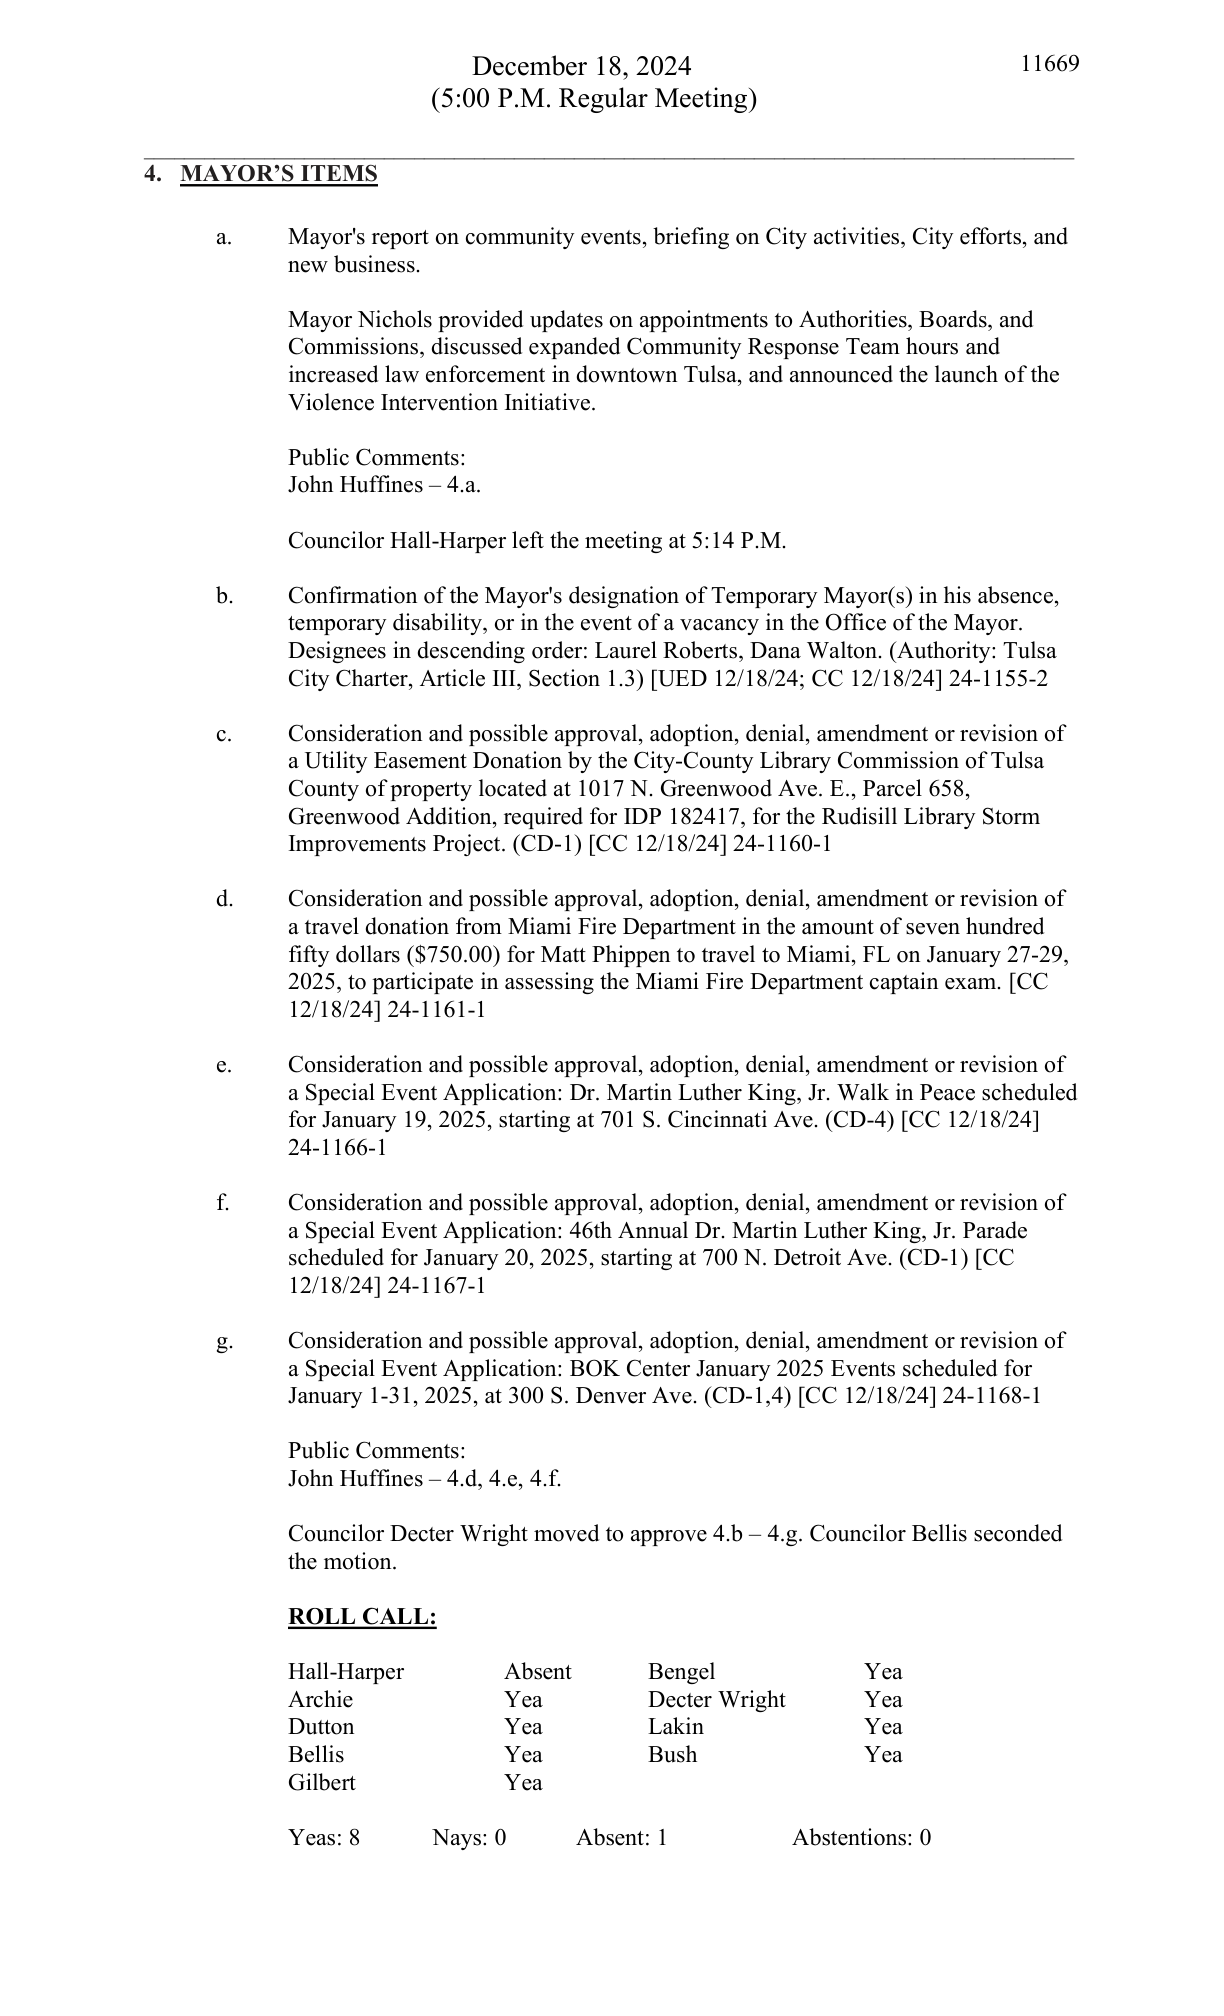 December 18, 2024
11669
(5:00 P.M. Regular Meeting)
4. MAYOR’S ITEMS
a. Mayor's report on community events, briefing on City activities, City efforts, and
new business.
Mayor Nichols provided updates on appointments to Authorities, Boards, and
Commissions, discussed expanded Community Response Team hours and
increased law enforcement in downtown Tulsa, and announced the launch of the
Violence Intervention Initiative.
Public Comments:
John Huffines – 4.a.
Councilor Hall-Harper left the meeting at 5:14 P.M.
b. Confirmation of the Mayor's designation of Temporary Mayor(s) in his absence,
temporary disability, or in the event of a vacancy in the Office of the Mayor.
Designees in descending order: Laurel Roberts, Dana Walton. (Authority: Tulsa
City Charter, Article III, Section 1.3) [UED 12/18/24; CC 12/18/24] 24-1155-2
c. Consideration and possible approval, adoption, denial, amendment or revision of
a Utility Easement Donation by the City-County Library Commission of Tulsa
County of property located at 1017 N. Greenwood Ave. E., Parcel 658,
Greenwood Addition, required for IDP 182417, for the Rudisill Library Storm
Improvements Project. (CD-1) [CC 12/18/24] 24-1160-1
d. Consideration and possible approval, adoption, denial, amendment or revision of
a travel donation from Miami Fire Department in the amount of seven hundred
fifty dollars ($750.00) for Matt Phippen to travel to Miami, FL on January 27-29,
2025, to participate in assessing the Miami Fire Department captain exam. [CC
12/18/24] 24-1161-1
e. Consideration and possible approval, adoption, denial, amendment or revision of
a Special Event Application: Dr. Martin Luther King, Jr. Walk in Peace scheduled
for January 19, 2025, starting at 701 S. Cincinnati Ave. (CD-4) [CC 12/18/24]
24-1166-1
f. Consideration and possible approval, adoption, denial, amendment or revision of
a Special Event Application: 46th Annual Dr. Martin Luther King, Jr. Parade
scheduled for January 20, 2025, starting at 700 N. Detroit Ave. (CD-1) [CC
12/18/24] 24-1167-1
g. Consideration and possible approval, adoption, denial, amendment or revision of
a Special Event Application: BOK Center January 2025 Events scheduled for
January 1-31, 2025, at 300 S. Denver Ave. (CD-1,4) [CC 12/18/24] 24-1168-1
Public Comments:
John Huffines – 4.d, 4.e, 4.f.
Councilor Decter Wright moved to approve 4.b – 4.g. Councilor Bellis seconded
the motion.
ROLL CALL:
Hall-Harper Absent Bengel Yea
Archie Yea Decter Wright Yea
Dutton Yea Lakin Yea
Bellis Yea Bush Yea
Gilbert Yea
Yeas: 8 Nays: 0 Absent: 1 Abstentions: 0